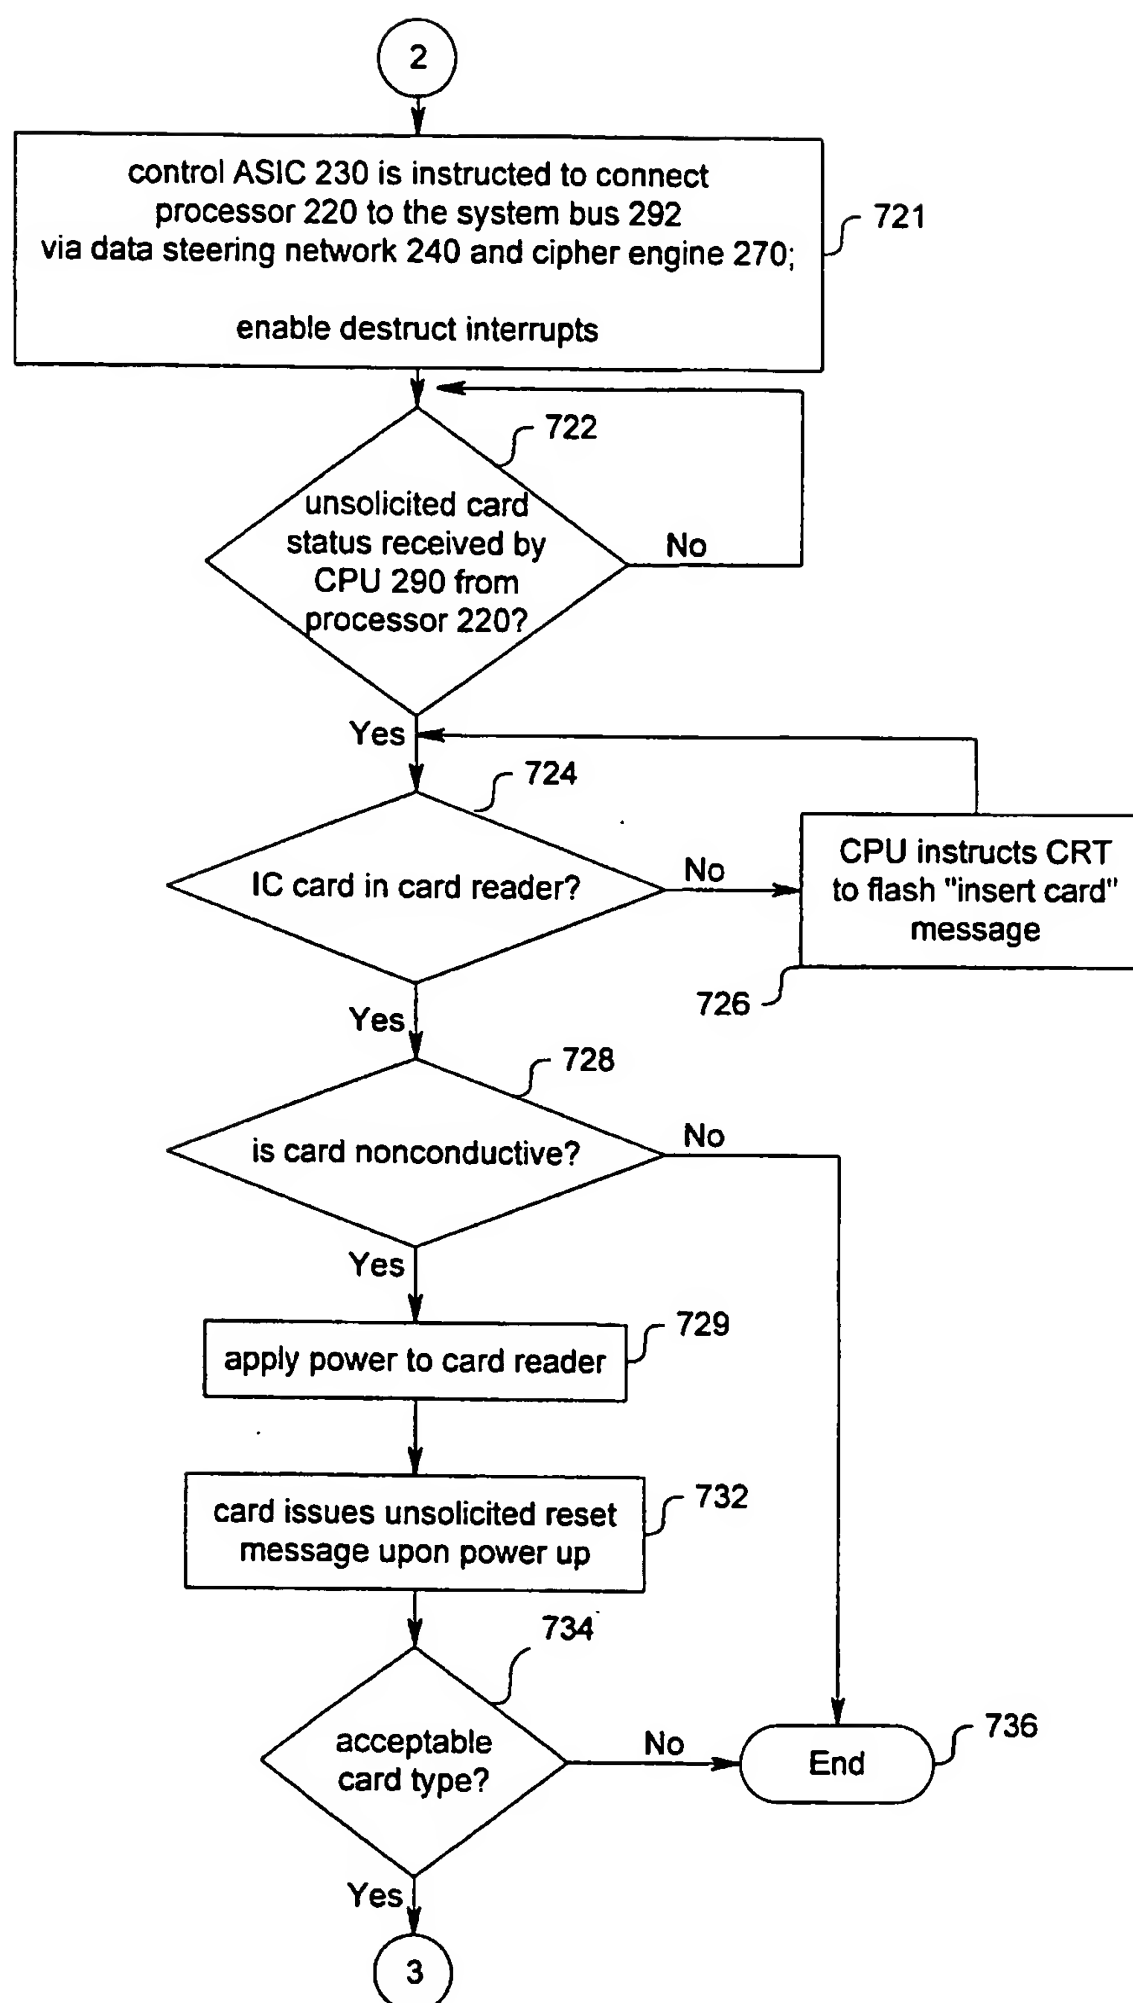 2
control ASIC 230 is instructed to connect
processor 220 to the system bus 292
via data steering network 240 and cipher engine 270;
enable destruct interrupts
721
722
unsolicited card
status received by
CPU 290 from
processor 220?
No
Yes
724
IC card in card reader?
No
CPU instructs CRT
to flash "insert card"
message
726
Yes
728
is card nonconductive?
No
Yes
729
apply power to card reader
732
card issues unsolicited reset
message upon power up
734
acceptable
card type?
No
End
736
Yes
3